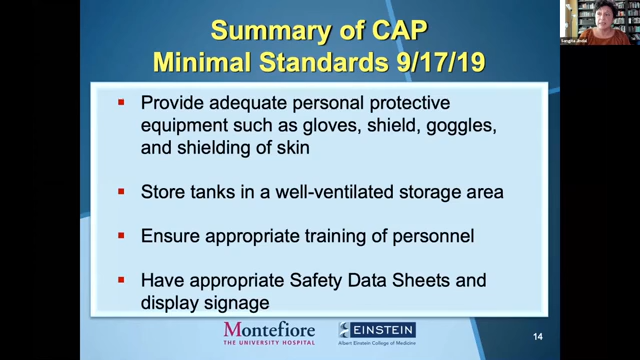 Summary of CAP
Minimal Standards 9/17/19
▪ Provide adequate personal protective
equipment such as gloves, shield, goggles,
and shielding of skin
▪ Store tanks in a well-ventilated storage area
▪ Ensure appropriate training of personnel
▪ Have appropriate Safety Data Sheets and
display signage
Montefiore
THE UNIVERSITY HOSPITAL
EINSTEIN
Albert Einstein College of Medicine
14